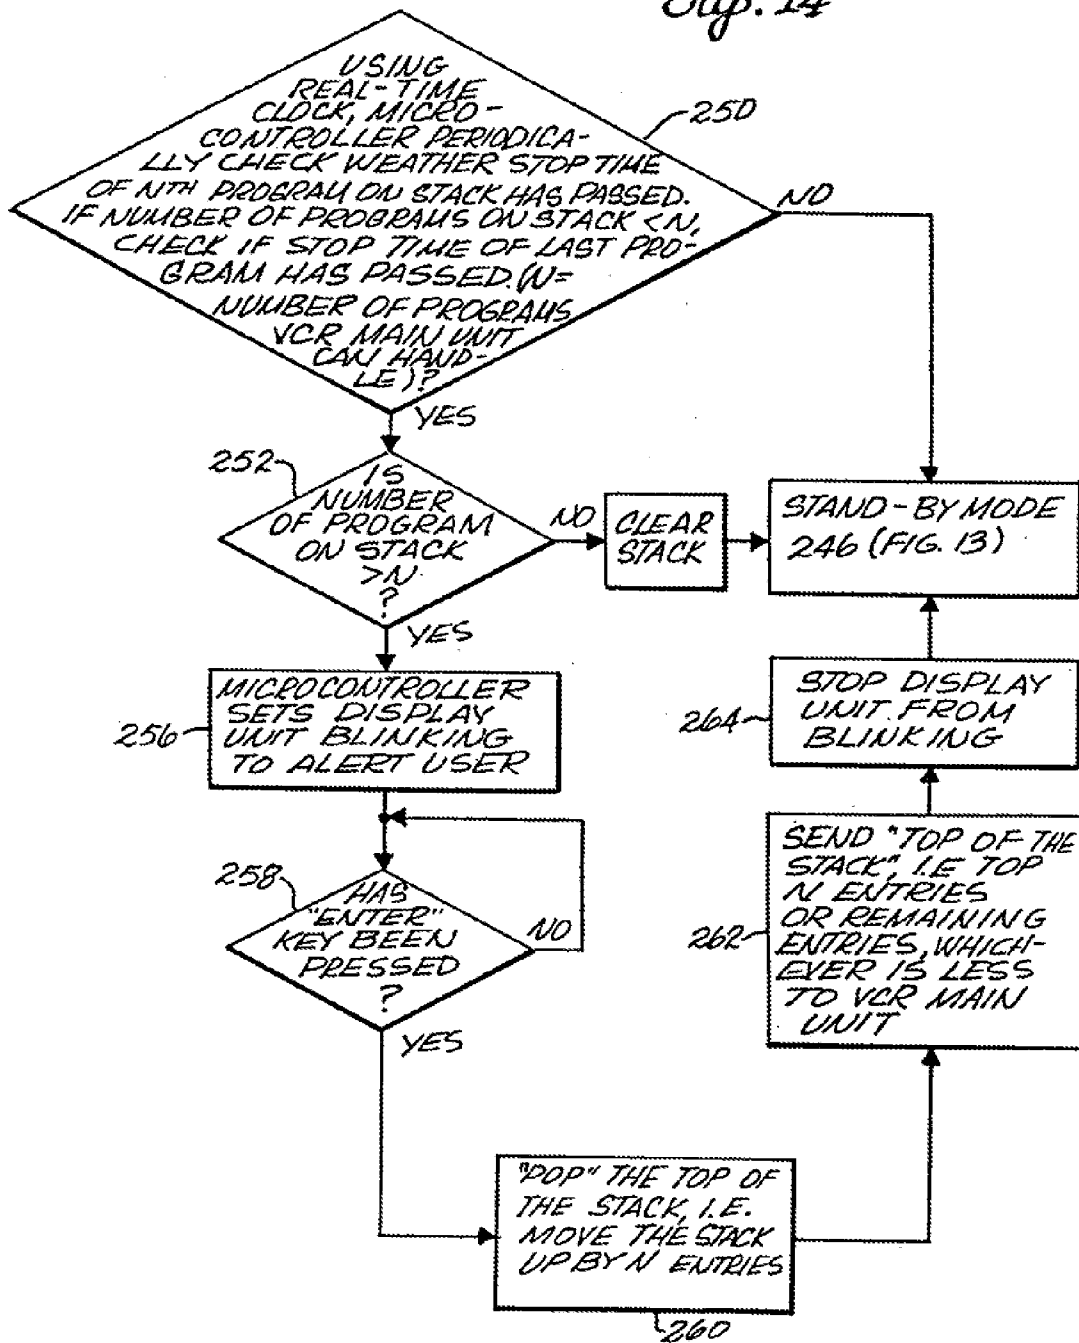 Fig. 14
USING
REAL-TIME
CLOCK, MICRO-
CONTROLLER PERIODICA-
LLY CHECK WEATHER STOP TIME
OF NTH PROGRAM ON STACK HAS PASSED.
IF NUMBER OF PROGRAMS ON STACK <N,
CHECK IF STOP TIME OF LAST PRO-
GRAM HAS PASSED.(N=
NUMBER OF PROGRAMS
VCR MAIN UNIT
CAN HAND-
LE)?
250
NO
YES
252
IS
NUMBER
OF PROGRAM
ON STACK
>N
?
NO
CLEAR
STACK
STAND-BY MODE
246 (FIG. 13)
YES
256
MICROCONTROLLER
SETS DISPLAY
UNIT BLINKING
TO ALERT USER
264
STOP DISPLAY
UNIT FROM
BLINKING
258
HAS
"ENTER"
KEY BEEN
PRESSED
?
NO
YES
262
SEND "TOP OF THE
STACK", I.E TOP
N ENTRIES
OR REMAINING
ENTRIES, WHICH-
EVER IS LESS
TO VCR MAIN
UNIT
"POP" THE TOP OF
THE STACK, I.E.
MOVE THE STACK
UP BY N ENTRIES
260